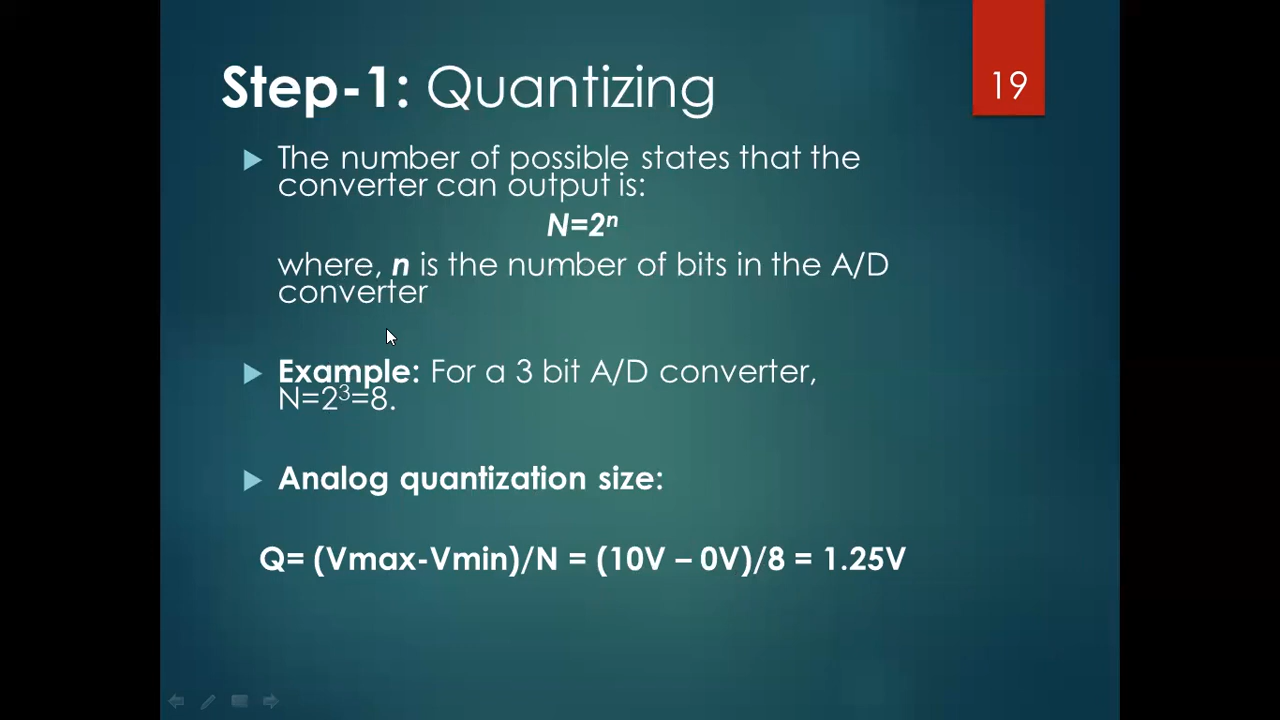 Step-1: Quantizing
19
The number of possible states that the
converter can output is:
N=2ⁿ
where, n is the number of bits in the A/D
converter
Example: For a 3 bit A/D converter,
N=2³=8.
Analog quantization size:
Q= (Vmax-Vmin)/N = (10V – 0V)/8 = 1.25V